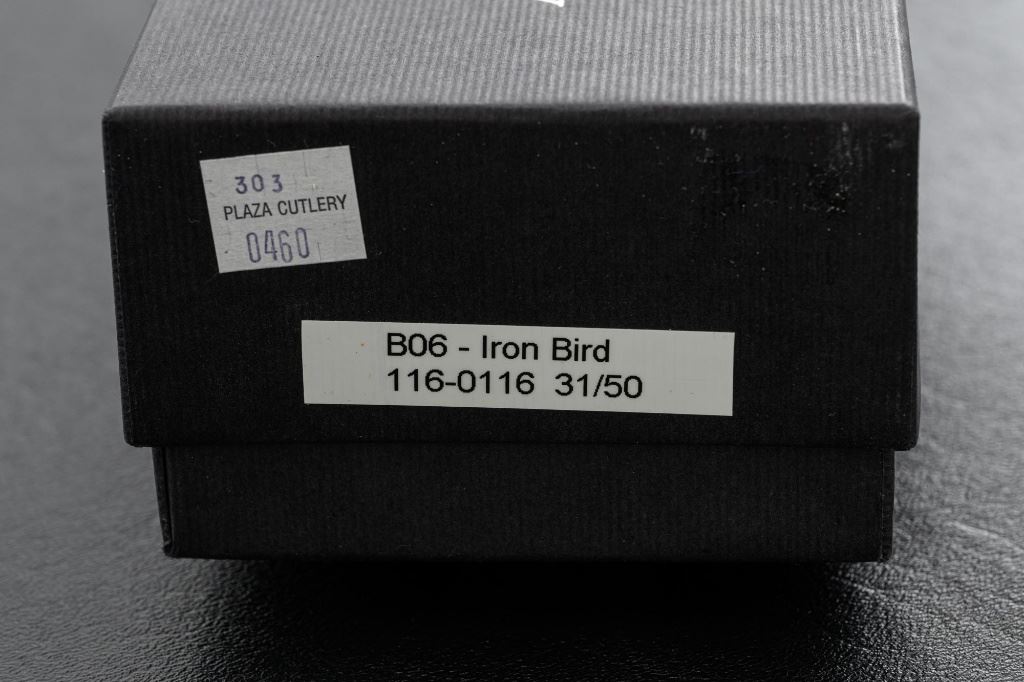 303
PLAZA CUTLERY
0460
B06 - Iron Bird
116-0116 31/50